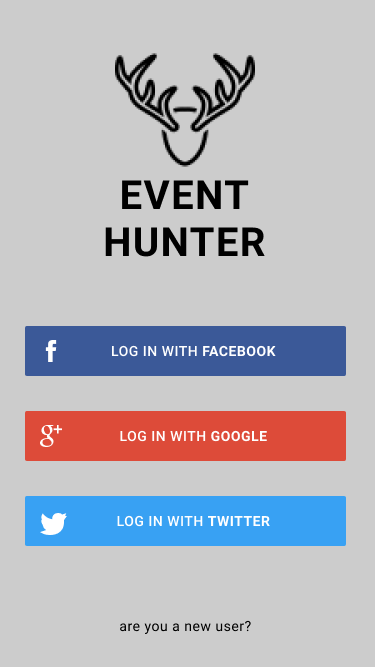 EVENT
HUNTER
f LOG IN WITH FACEBOOK
g+ LOG IN WITH GOOGLE
LOG IN WITH TWITTER
are you a new user?